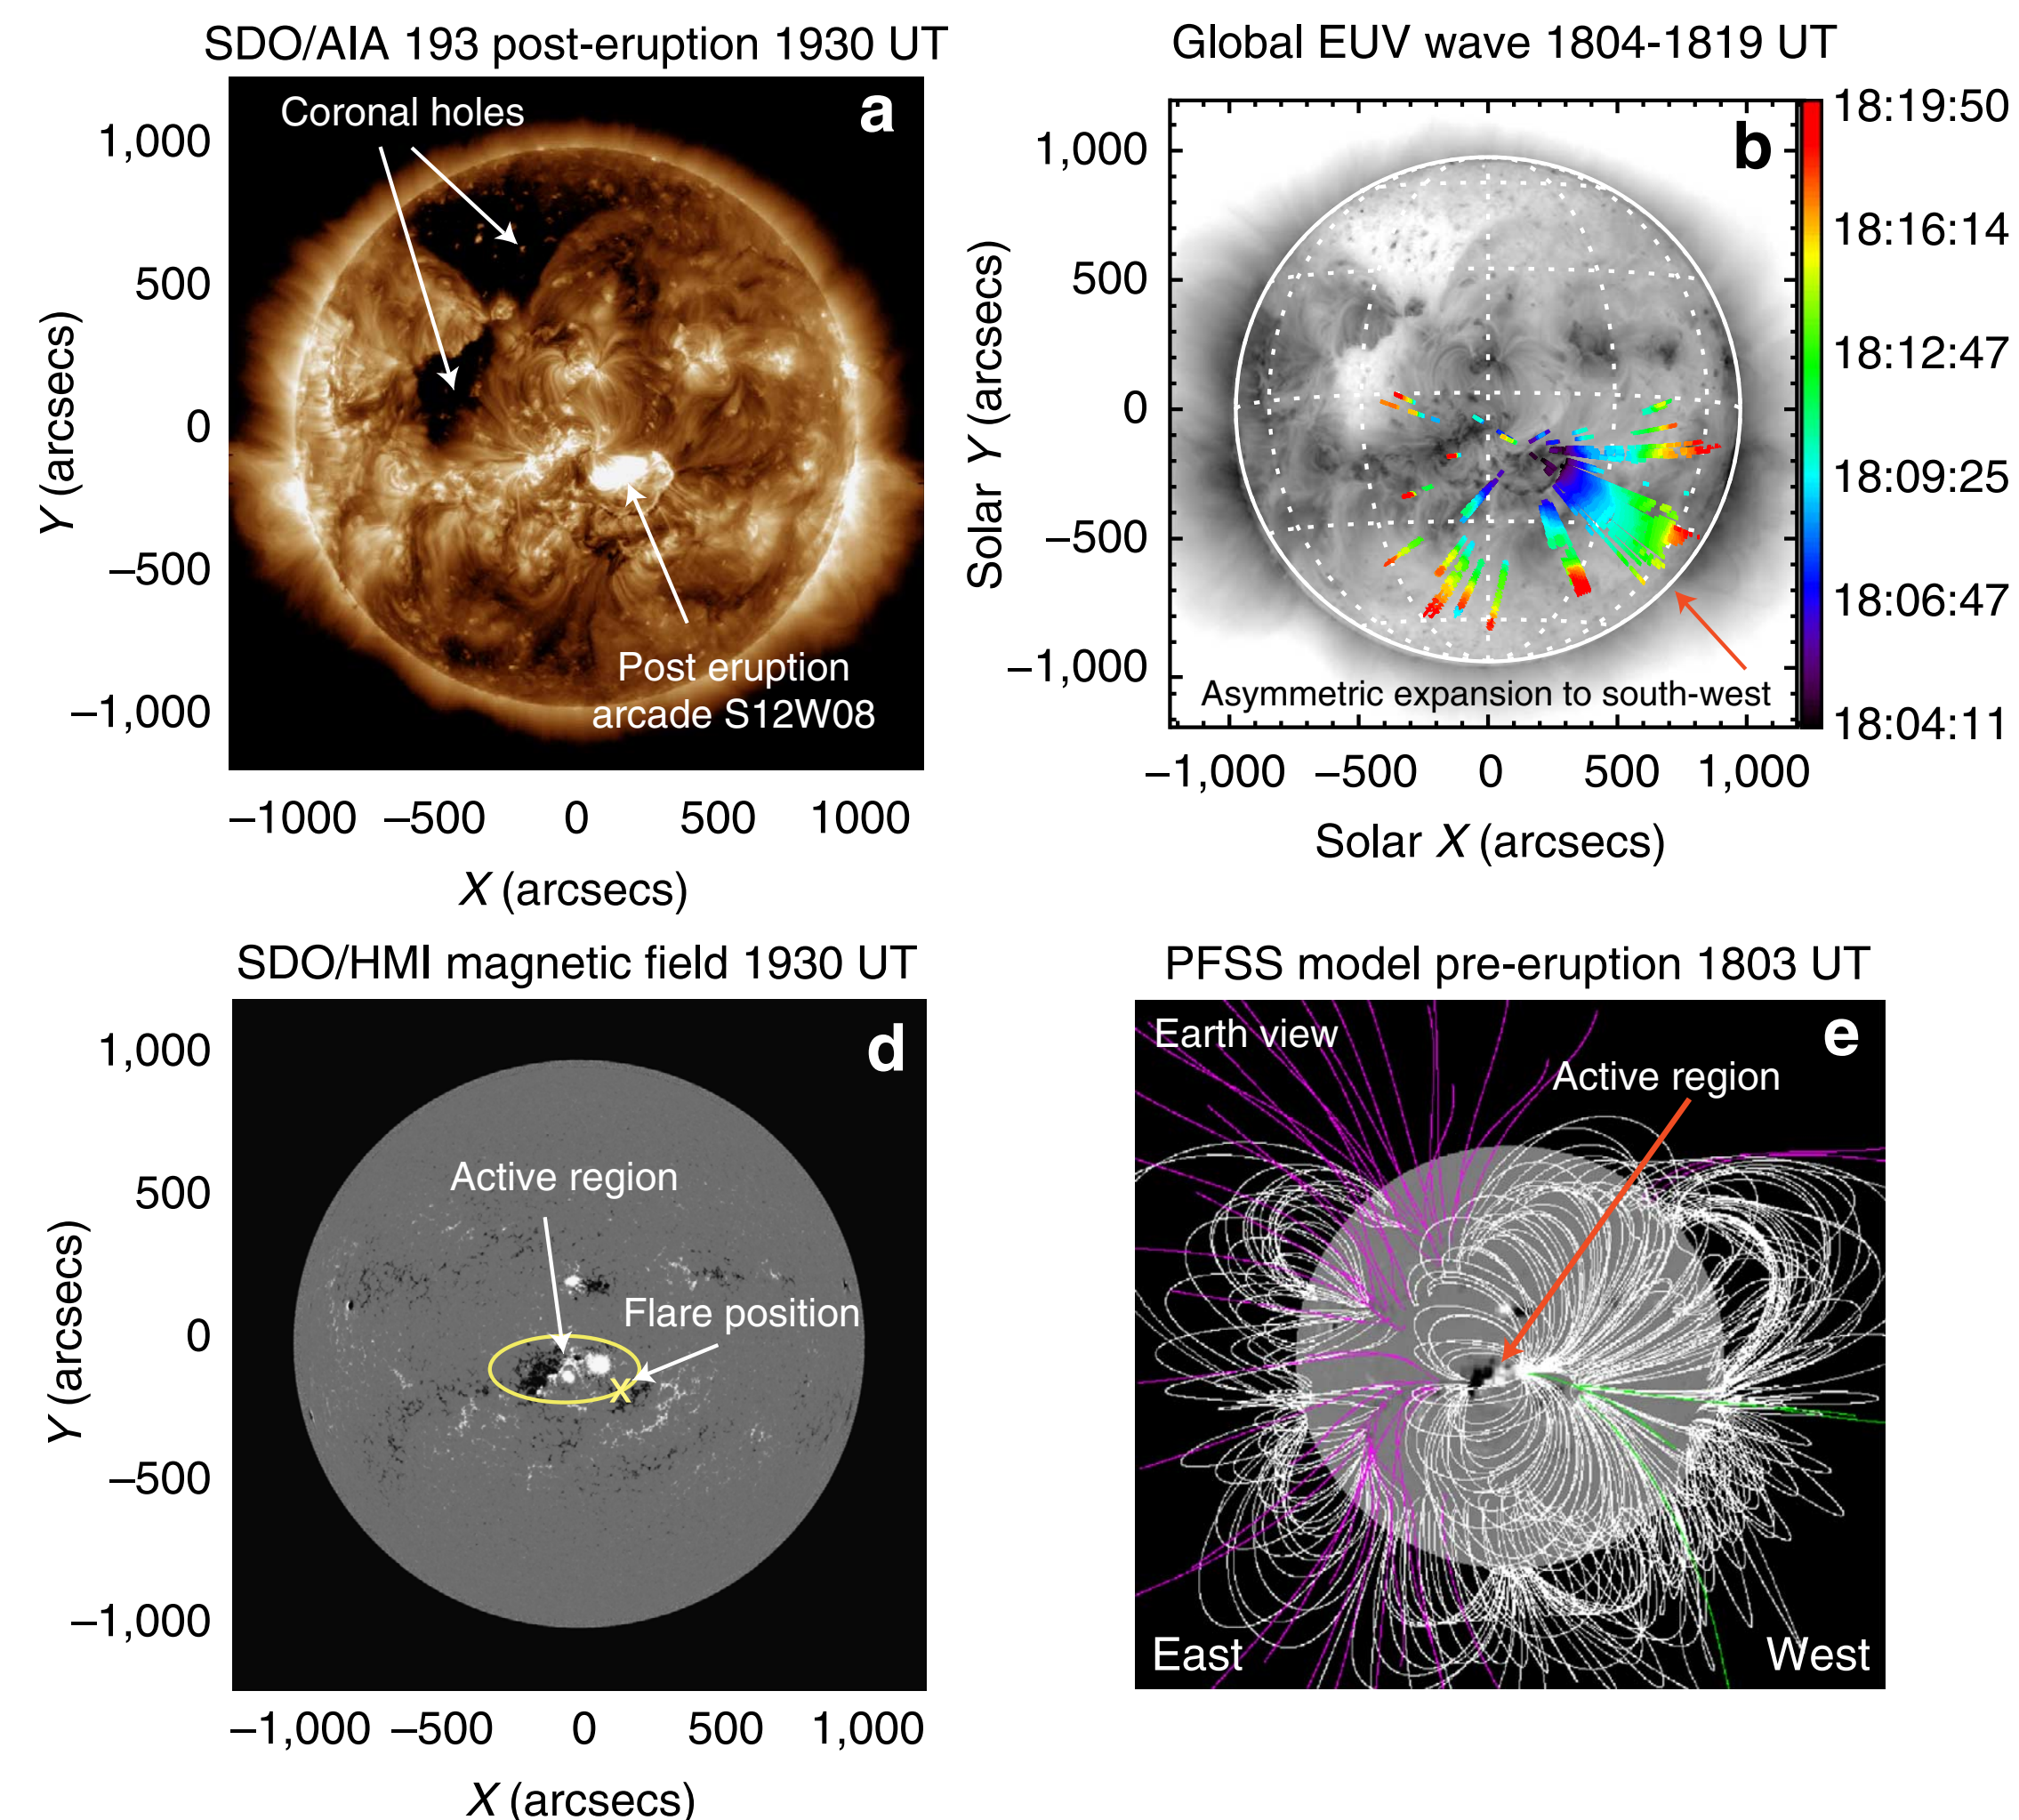 SDO/AIA 193 post-eruption 1930 UT
a
Coronal holes
Post eruption
arcade S12W08
1,000
500
0
–500
–1,000
Y (arcsecs)
–1000 –500 0 500 1000
X (arcsecs)
Global EUV wave 1804-1819 UT
b
1,000
500
0
–500
–1,000
Solar Y (arcsecs)
Asymmetric expansion to south-west
–1,000 –500 0 500 1,000
Solar X (arcsecs)
18:19:50
18:16:14
18:12:47
18:09:25
18:06:47
18:04:11
SDO/HMI magnetic field 1930 UT
d
Active region
Flare position
X
1,000
500
0
–500
–1,000
Y (arcsecs)
–1,000 –500 0 500 1,000
X (arcsecs)
PFSS model pre-eruption 1803 UT
Earth view
e
Active region
East
West